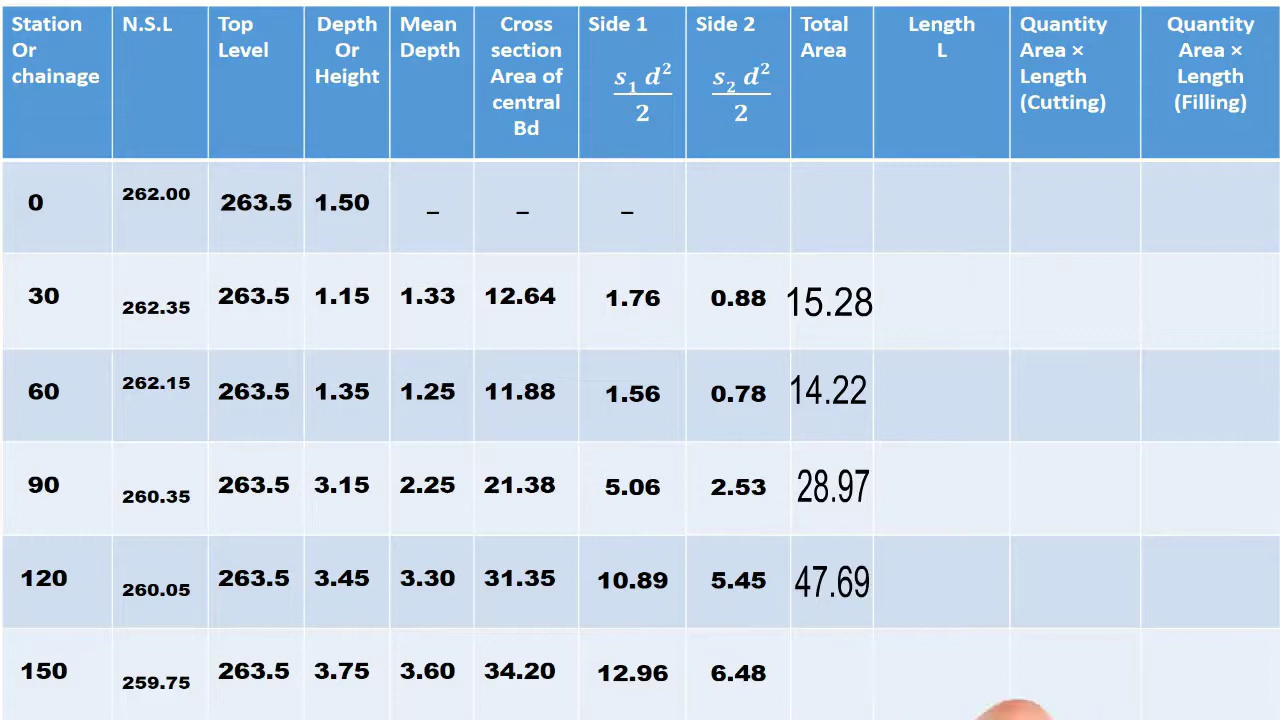 Station Or chainage | N.S.L | Top Level | Depth Or Height | Mean Depth | Cross section Area of central Bd | Side 1 s₁ d²/2 | Side 2 s₂ d²/2 | Total Area | Length L | Quantity Area × Length (Cutting) | Quantity Area × Length (Filling)
0 | 262.00 | 263.5 | 1.50 | – | – | –
30 | 262.35 | 263.5 | 1.15 | 1.33 | 12.64 | 1.76 | 0.88 | 15.28
60 | 262.15 | 263.5 | 1.35 | 1.25 | 11.88 | 1.56 | 0.78 | 14.22
90 | 260.35 | 263.5 | 3.15 | 2.25 | 21.38 | 5.06 | 2.53 | 28.97
120 | 260.05 | 263.5 | 3.45 | 3.30 | 31.35 | 10.89 | 5.45 | 47.69
150 | 259.75 | 263.5 | 3.75 | 3.60 | 34.20 | 12.96 | 6.48